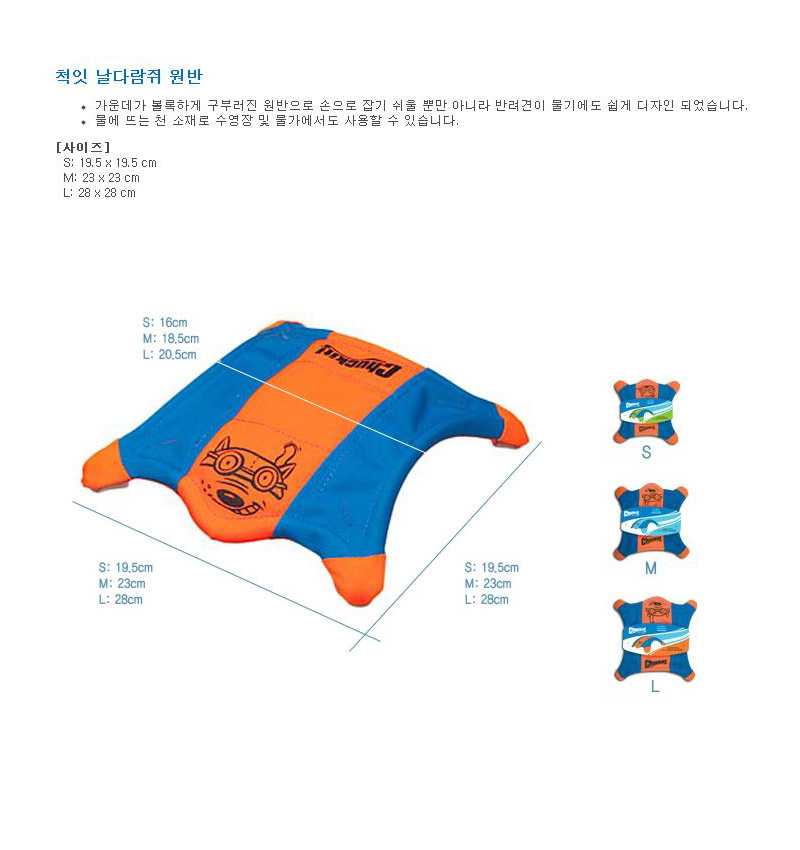 척잇 날다람쥐 원반
가운데가 볼록하게 구부러진 원반으로 손으로 잡기 쉬울 뿐만 아니라 반려견이 물기에도 쉽게 디자인 되었습니다.
물에 뜨는 천 소재로 수영장 및 물가에서도 사용할 수 있습니다.
[사이즈]
S: 19.5 x 19.5 cm
M: 23 x 23 cm
L: 28 x 28 cm
S: 16cm
M: 18.5cm
L: 20.5cm
Chuckit!
S: 19.5cm
M: 23cm
L: 28cm
S: 19.5cm
M: 23cm
L: 28cm
S
M
L